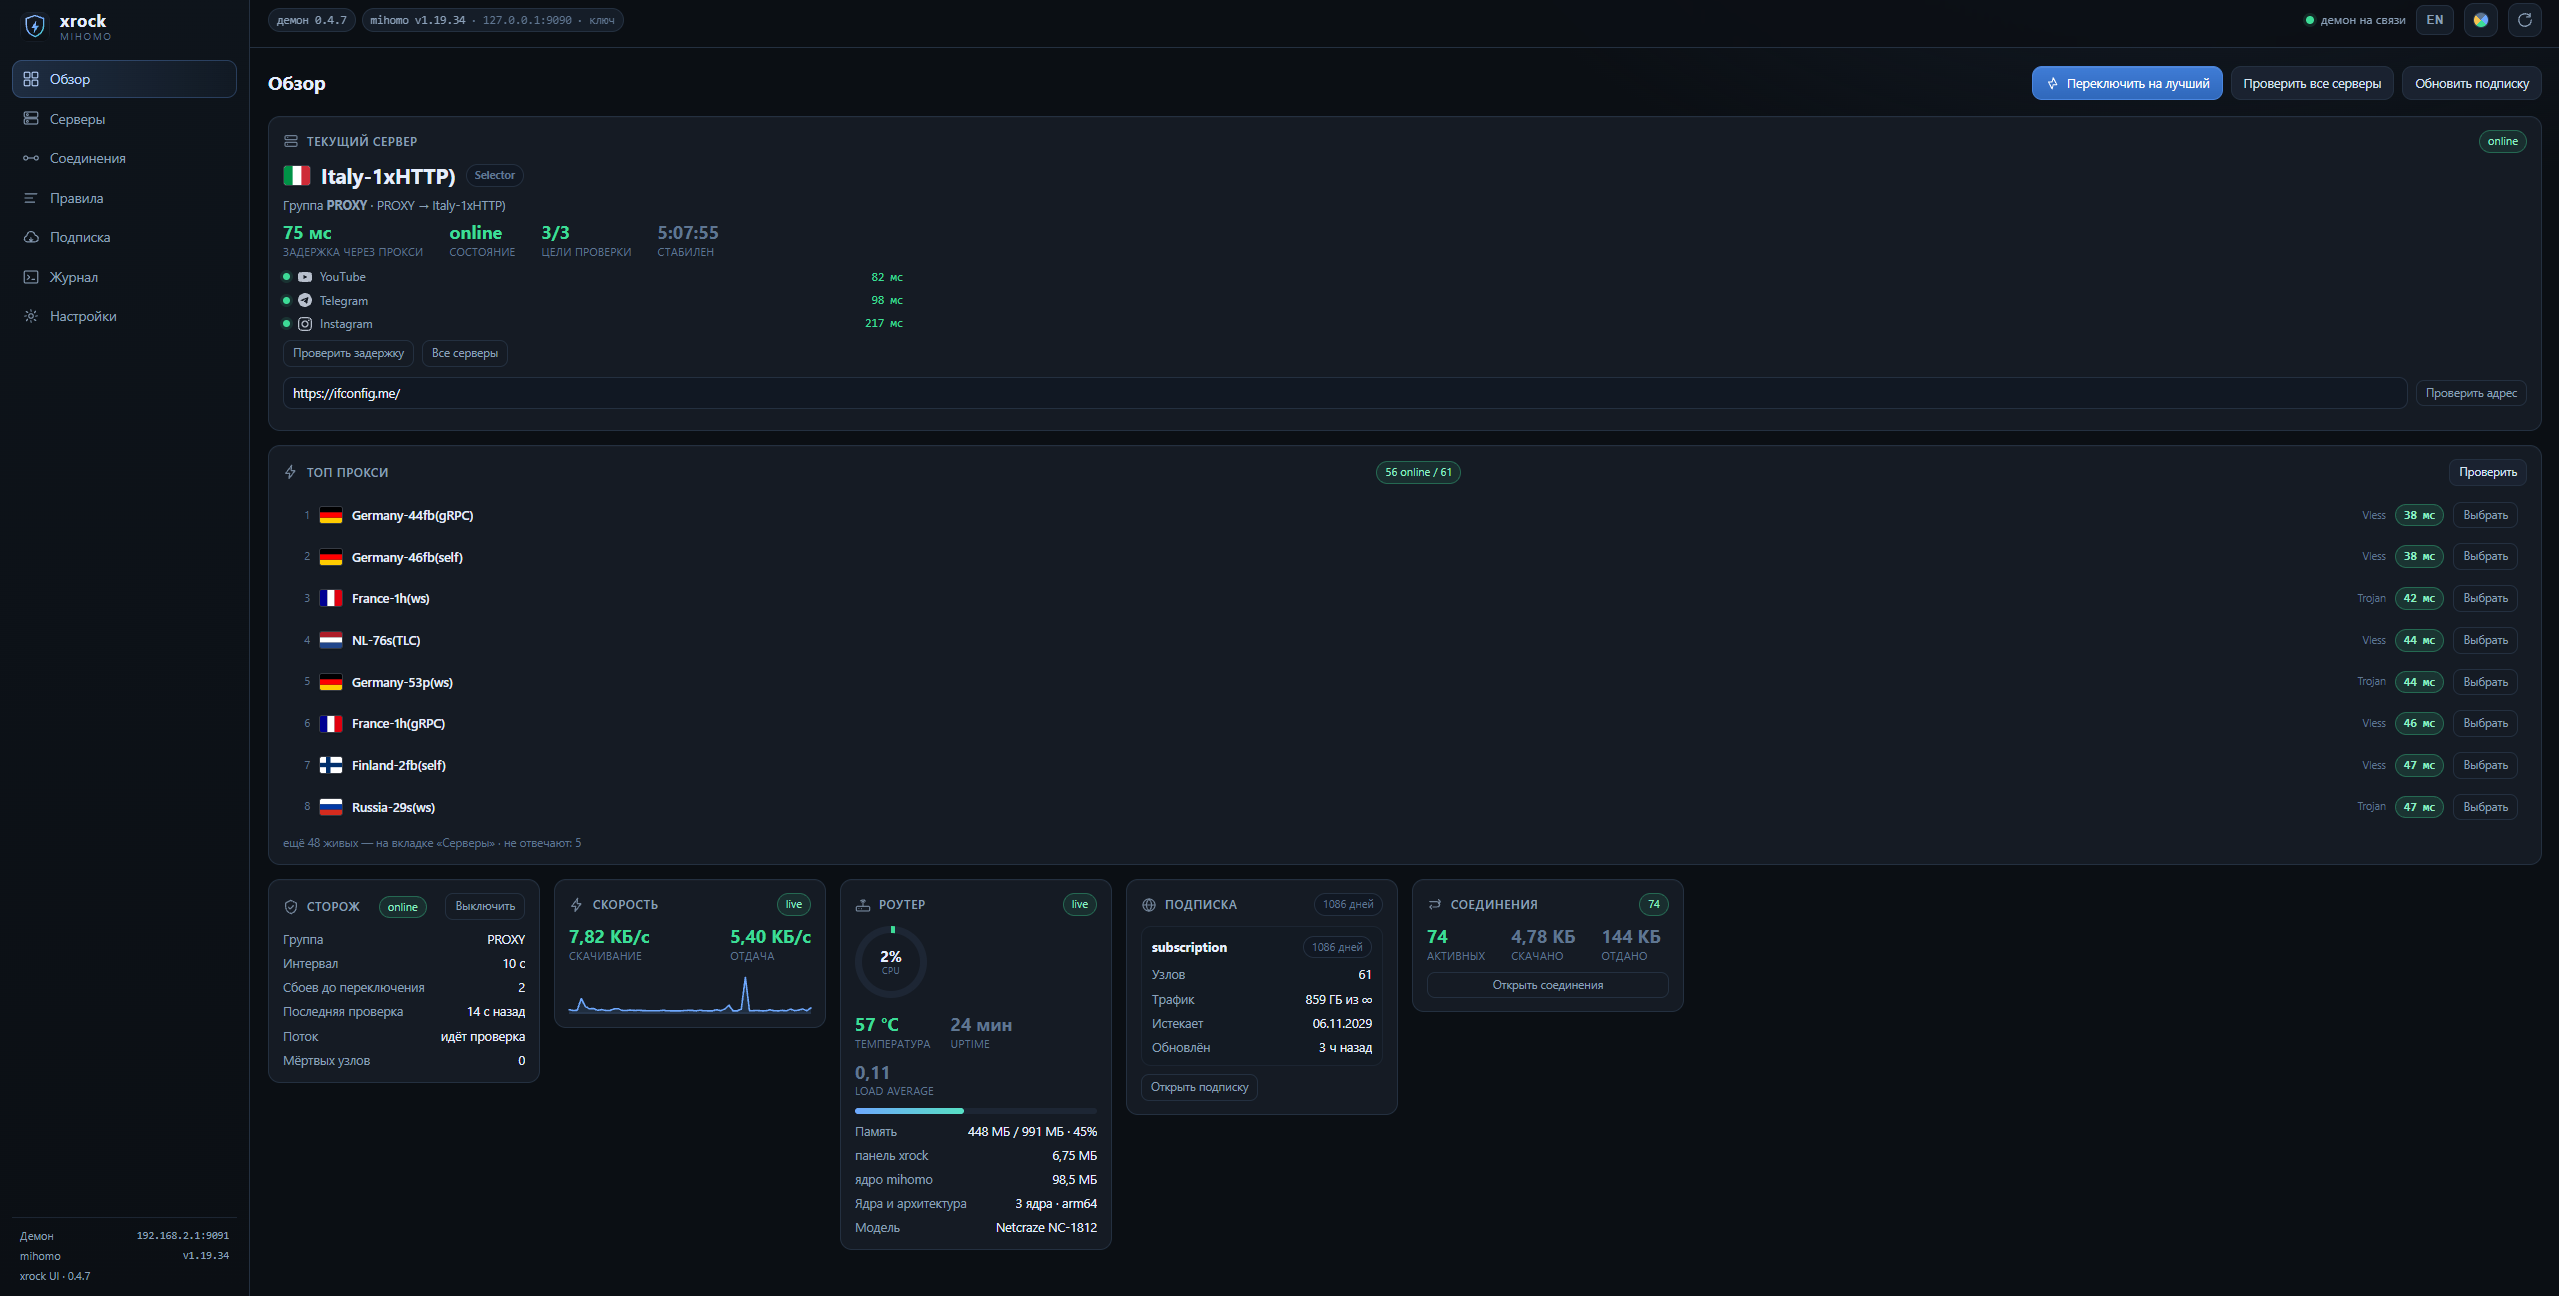 xrock
MIHOMO
Обзор
Серверы
Соединения
Правила
Подписка
Журнал
Настройки
Демон 192.168.2.1:9091
mihomo v1.19.34
xrock UI · 0.4.7
демон 0.4.7 mihomo v1.19.34 · 127.0.0.1:9090 · ключ демон на связи EN
Обзор Переключить на лучший Проверить все серверы Обновить подписку
ТЕКУЩИЙ СЕРВЕР online
Italy-1xHTTP) Selector
Группа PROXY · PROXY → Italy-1xHTTP)
75 мс online 3/3 5:07:55
ЗАДЕРЖКА ЧЕРЕЗ ПРОКСИ СОСТОЯНИЕ ЦЕЛИ ПРОВЕРКИ СТАБИЛЕН
YouTube 82 мс
Telegram 98 мс
Instagram 217 мс
Проверить задержку Все серверы
https://ifconfig.me/ Проверить адрес
ТОП ПРОКСИ 56 online / 61 Проверить
1 Germany-44fb(gRPC) Vless 38 мс Выбрать
2 Germany-46fb(self) Vless 38 мс Выбрать
3 France-1h(ws) Trojan 42 мс Выбрать
4 NL-76s(TLC) Vless 44 мс Выбрать
5 Germany-53p(ws) Trojan 44 мс Выбрать
6 France-1h(gRPC) Vless 46 мс Выбрать
7 Finland-2fb(self) Vless 47 мс Выбрать
8 Russia-29s(ws) Trojan 47 мс Выбрать
ещё 48 живых — на вкладке «Серверы» · не отвечают: 5
СТОРОЖ online Выключить
Группа PROXY
Интервал 10 с
Сбоев до переключения 2
Последняя проверка 14 с назад
Поток идёт проверка
Мёртвых узлов 0
СКОРОСТЬ live
7,82 КБ/с 5,40 КБ/с
СКАЧИВАНИЕ ОТДАЧА
РОУТЕР live
2%
CPU
57 °C 24 мин
ТЕМПЕРАТУРА UPTIME
0,11
LOAD AVERAGE
Память 448 МБ / 991 МБ · 45%
панель xrock 6,75 МБ
ядро mihomo 98,5 МБ
Ядра и архитектура 3 ядра · arm64
Модель Netcraze NC-1812
ПОДПИСКА 1086 дней
subscription 1086 дней
Узлов 61
Трафик 859 ГБ из ∞
Истекает 06.11.2029
Обновлён 3 ч назад
Открыть подписку
СОЕДИНЕНИЯ 74
74 4,78 КБ 144 КБ
АКТИВНЫХ СКАЧАНО ОТДАНО
Открыть соединения